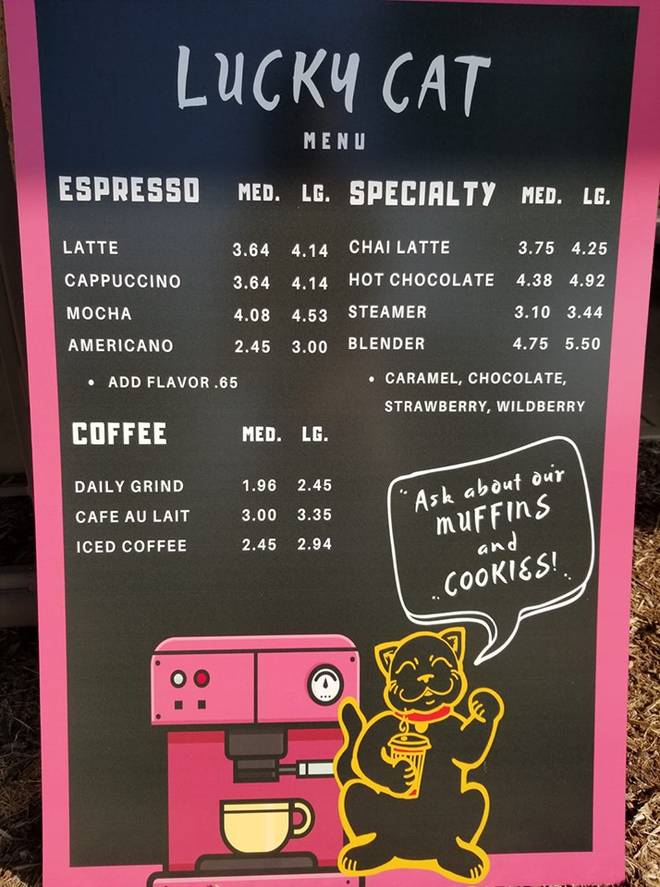 LUCKY CAT
MENU
ESPRESSO MED. LG.
LATTE 3.64 4.14
CAPPUCCINO 3.64 4.14
MOCHA 4.08 4.53
AMERICANO 2.45 3.00
• ADD FLAVOR .65
COFFEE MED. LG.
DAILY GRIND 1.96 2.45
CAFE AU LAIT 3.00 3.35
ICED COFFEE 2.45 2.94
SPECIALTY MED. LG.
CHAI LATTE 3.75 4.25
HOT CHOCOLATE 4.38 4.92
STEAMER 3.10 3.44
BLENDER 4.75 5.50
• CARAMEL, CHOCOLATE,
STRAWBERRY, WILDBERRY
"Ask about our
MUFFINS
and
COOKIES!"